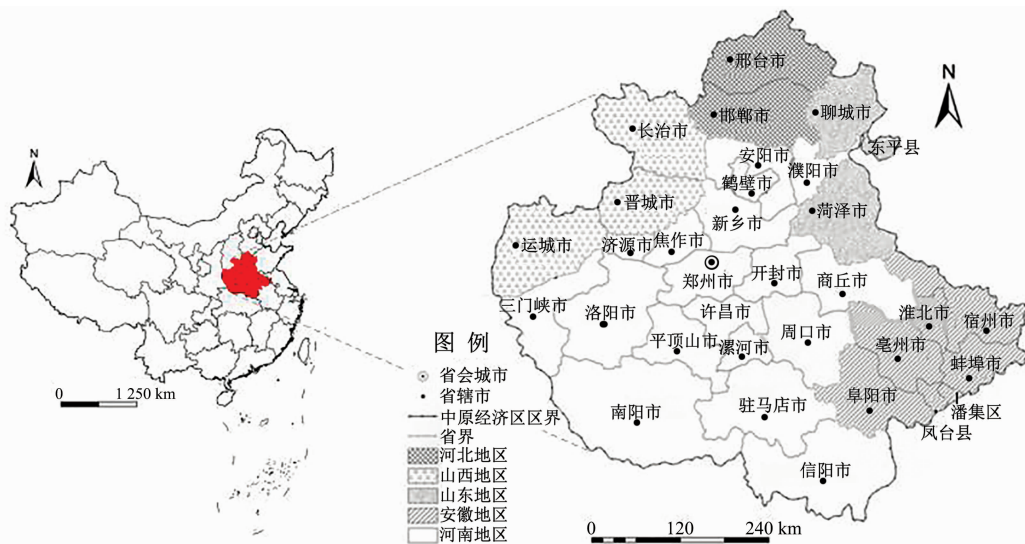 N
0 1 250 km
图 例
省会城市
省辖市
中原经济区区界
省界
河北地区
山西地区
山东地区
安徽地区
河南地区
N
邢台市
邯郸市
聊城市
长治市
东平县
安阳市
濮阳市
鹤壁市
晋城市
新乡市
菏泽市
运城市
济源市
焦作市
郑州市
开封市
商丘市
三门峡市
洛阳市
许昌市
淮北市
宿州市
平顶山市
漯河市
周口市
亳州市
蚌埠市
南阳市
驻马店市
阜阳市
潘集区
凤台县
信阳市
0 120 240 km